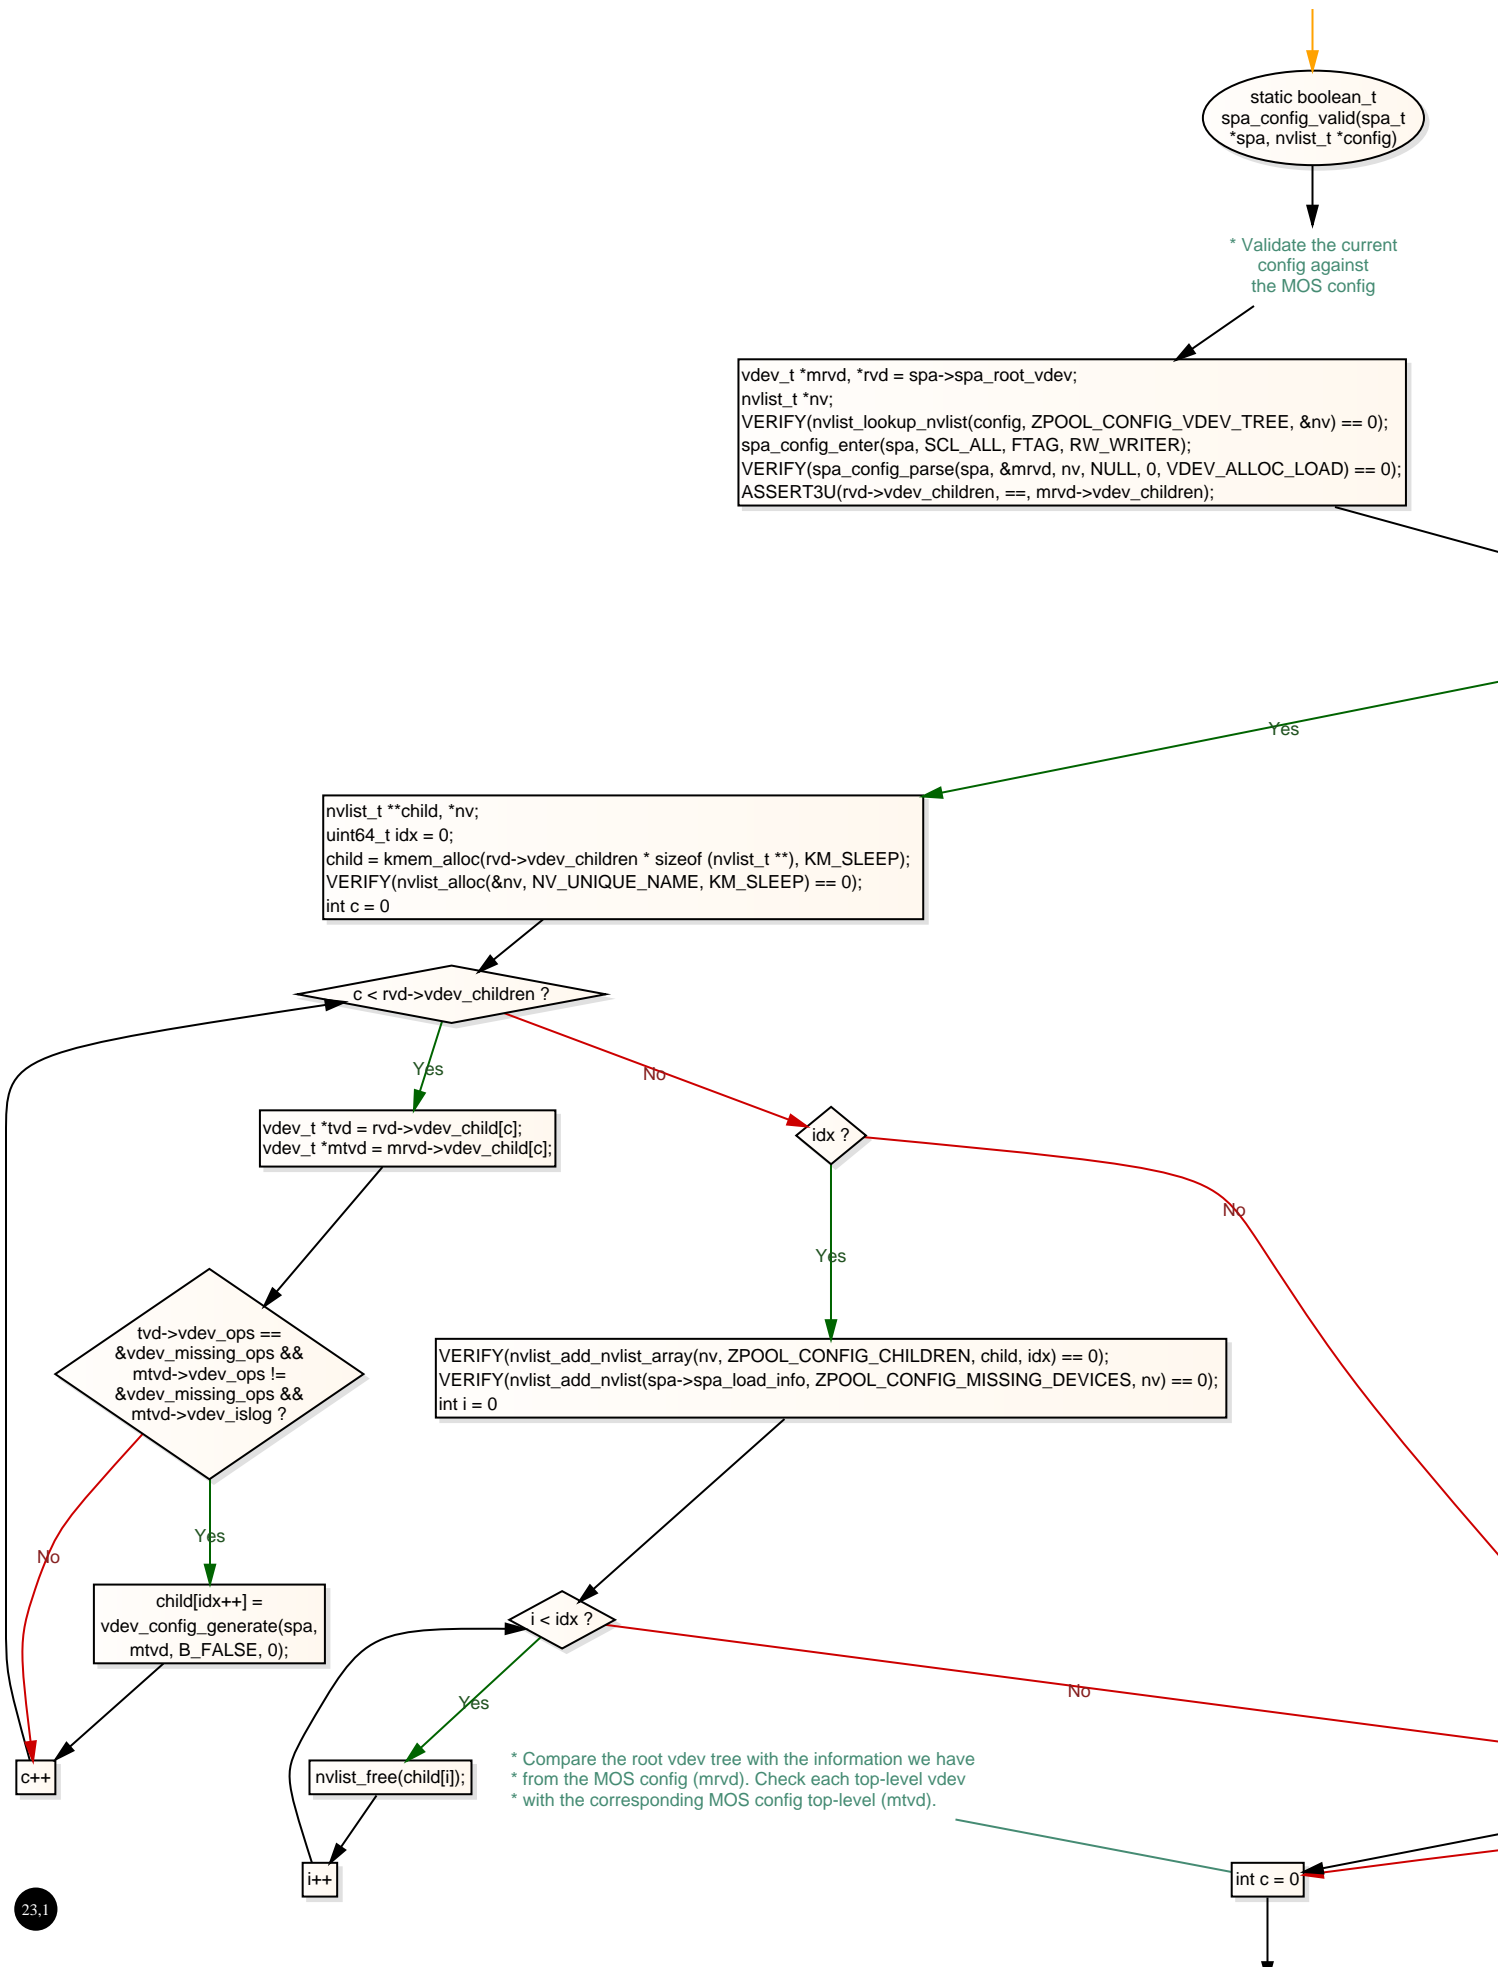 static boolean_t
spa_config_valid(spa_t
*spa, nvlist_t *config)
* Validate the current
config against
the MOS config
vdev_t *mrvd, *rvd = spa->spa_root_vdev;
nvlist_t *nv;
VERIFY(nvlist_lookup_nvlist(config, ZPOOL_CONFIG_VDEV_TREE, &nv) == 0);
spa_config_enter(spa, SCL_ALL, FTAG, RW_WRITER);
VERIFY(spa_config_parse(spa, &mrvd, nv, NULL, 0, VDEV_ALLOC_LOAD) == 0);
ASSERT3U(rvd->vdev_children, ==, mrvd->vdev_children);
Yes
nvlist_t **child, *nv;
uint64_t idx = 0;
child = kmem_alloc(rvd->vdev_children * sizeof (nvlist_t **), KM_SLEEP);
VERIFY(nvlist_alloc(&nv, NV_UNIQUE_NAME, KM_SLEEP) == 0);
int c = 0
c < rvd->vdev_children ?
Yes
No
vdev_t *tvd = rvd->vdev_child[c];
vdev_t *mtvd = mrvd->vdev_child[c];
idx ?
No
Yes
tvd->vdev_ops ==
&vdev_missing_ops &&
mtvd->vdev_ops !=
&vdev_missing_ops &&
mtvd->vdev_islog ?
VERIFY(nvlist_add_nvlist_array(nv, ZPOOL_CONFIG_CHILDREN, child, idx) == 0);
VERIFY(nvlist_add_nvlist(spa->spa_load_info, ZPOOL_CONFIG_MISSING_DEVICES, nv) == 0);
int i = 0
Yes
No
child[idx++] =
vdev_config_generate(spa,
mtvd, B_FALSE, 0);
i < idx ?
Yes
No
c++
nvlist_free(child[i]);
* Compare the root vdev tree with the information we have
* from the MOS config (mrvd). Check each top-level vdev
* with the corresponding MOS config top-level (mtvd).
i++
int c = 0
23,1